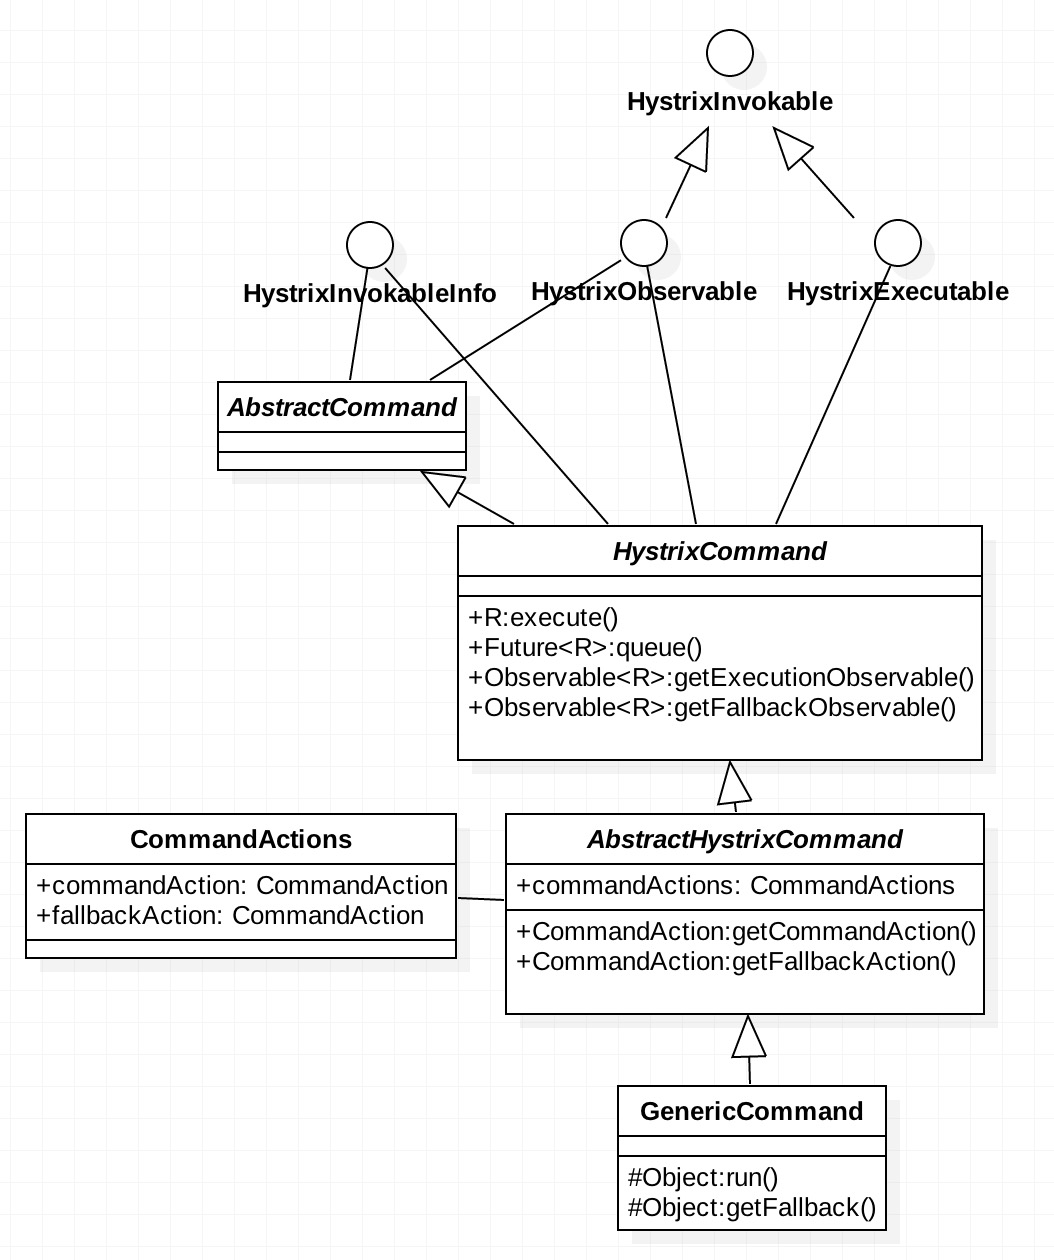 HystrixInvokable
HystrixInvokableInfo
HystrixObservable
HystrixExecutable
AbstractCommand
HystrixCommand
+R:execute()
+Future<R>:queue()
+Observable<R>:getExecutionObservable()
+Observable<R>:getFallbackObservable()
CommandActions
+commandAction: CommandAction
+fallbackAction: CommandAction
AbstractHystrixCommand
+commandActions: CommandActions
+CommandAction:getCommandAction()
+CommandAction:getFallbackAction()
GenericCommand
#Object:run()
#Object:getFallback()